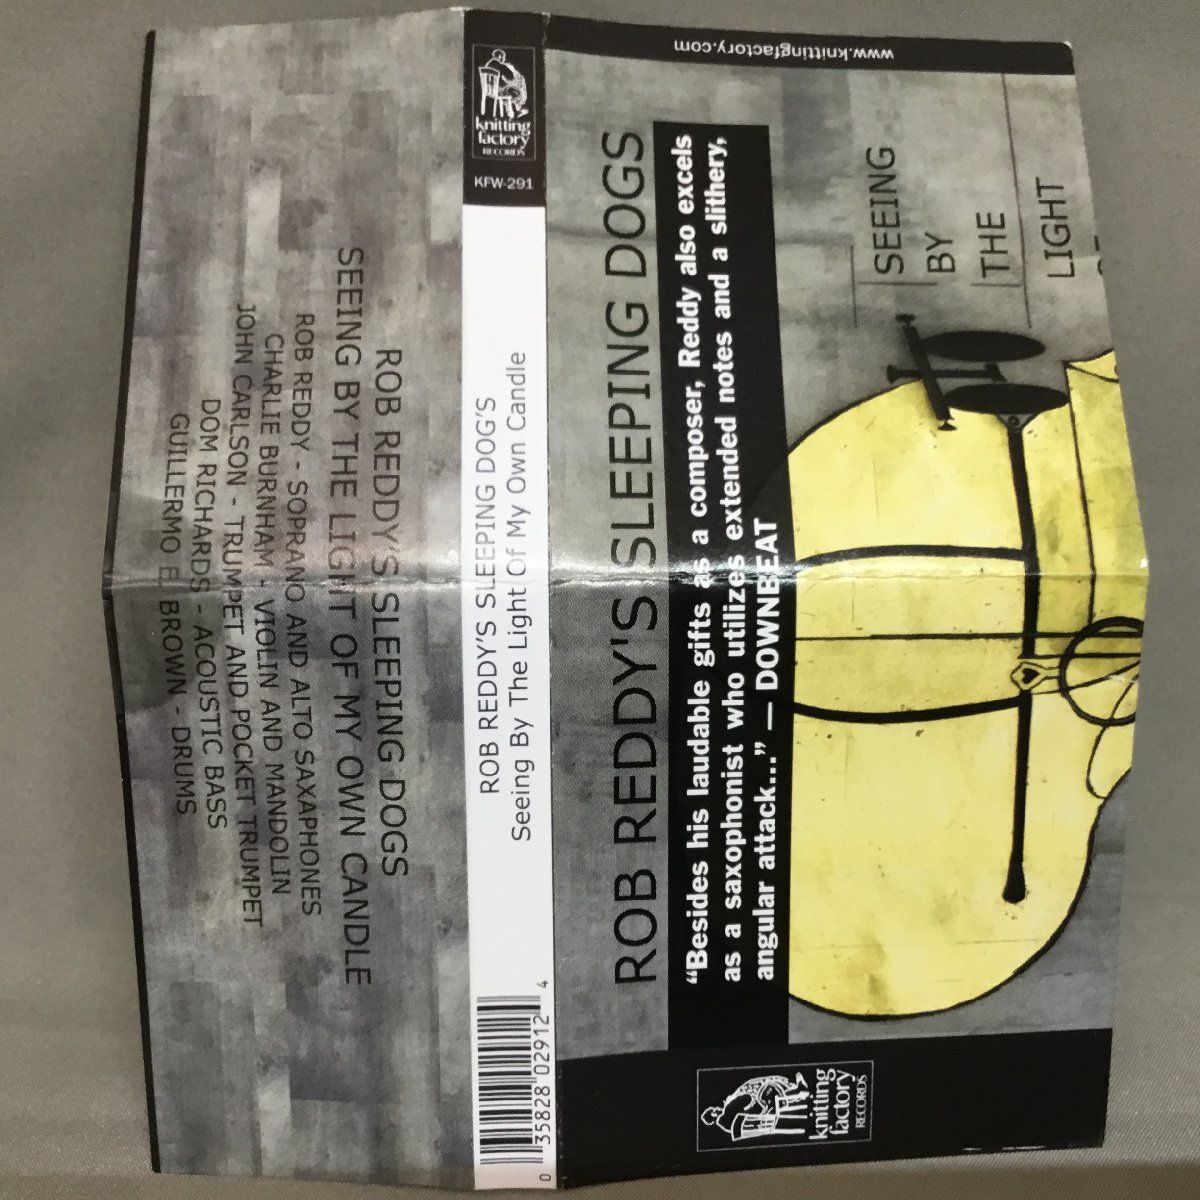 ROB REDDY'S SLEEPING DOGS
SEEING BY THE LIGHT OF MY OWN CANDLE
ROB REDDY - SOPRANO AND ALTO SAXAPHONES
CHARLIE BURNHAM - VIOLIN AND MANDOLIN
JOHN CARLSON - TRUMPET AND POCKET TRUMPET
DOM RICHARDS - ACOUSTIC BASS
GUILLERMO E. BROWN - DRUMS
knitting
factory
RECORDS
KFW-291
ROB REDDY'S SLEEPING DOG'S
Seeing By The Light Of My Own Candle
0 35828 02912 4
www.knittingfactory.com
ROB REDDY'S SLEEPING DOGS
“Besides his laudable gifts as a composer, Reddy also excels
as a saxophonist who utilizes extended notes and a slithery,
angular attack...” — DOWNBEAT
SEEING
BY
THE
LIGHT
knitting
factory
RECORDS